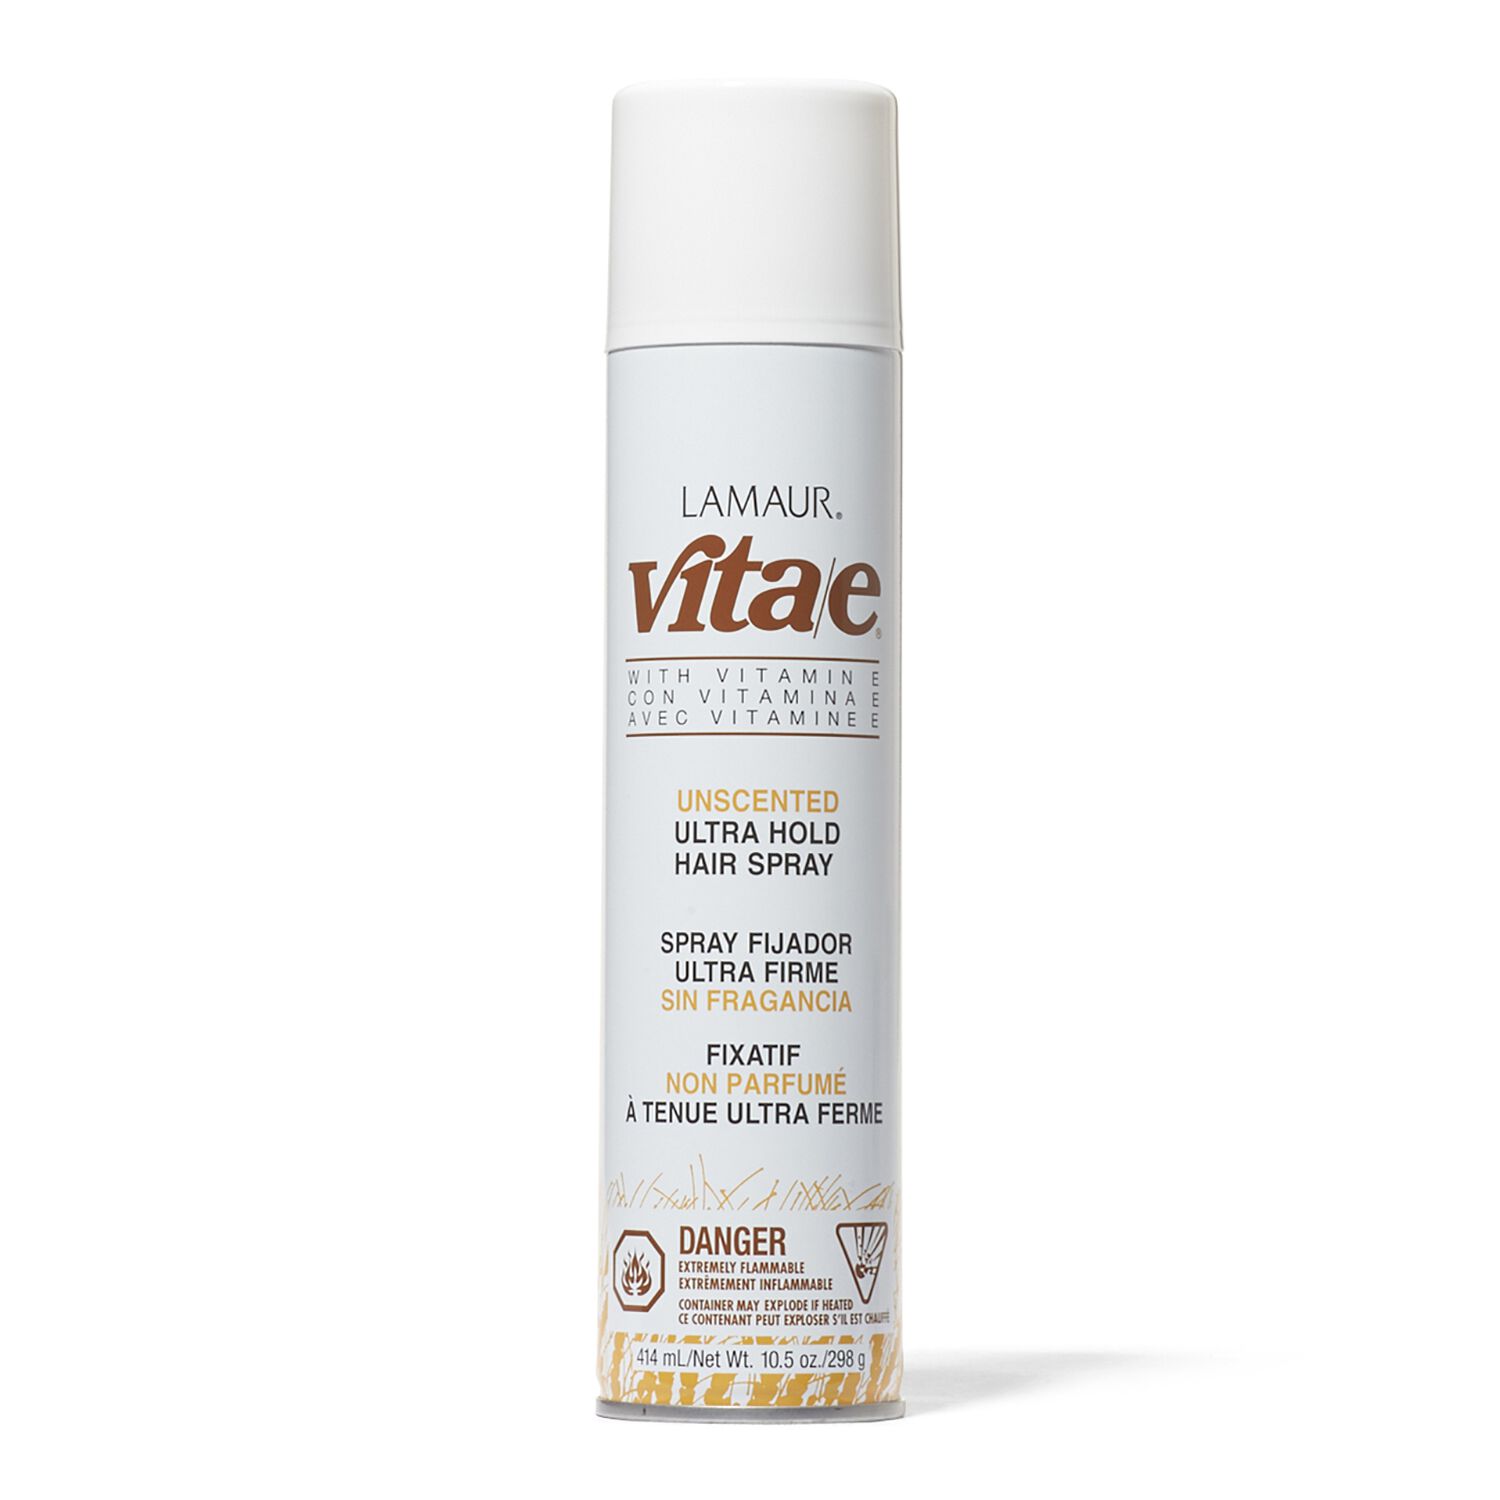 LAMAUR®
vita/e®
WITH VITAMIN E
CON VITAMINA E
AVEC VITAMINE E
UNSCENTED
ULTRA HOLD
HAIR SPRAY
SPRAY FIJADOR
ULTRA FIRME
SIN FRAGANCIA
FIXATIF
NON PARFUMÉ
À TENUE ULTRA FERME
DANGER
EXTREMELY FLAMMABLE
EXTRÊMEMENT INFLAMMABLE
CONTAINER MAY EXPLODE IF HEATED
CE CONTENANT PEUT EXPLOSER S'IL EST CHAUFFÉ
414 mL/Net Wt. 10.5 oz./298 g